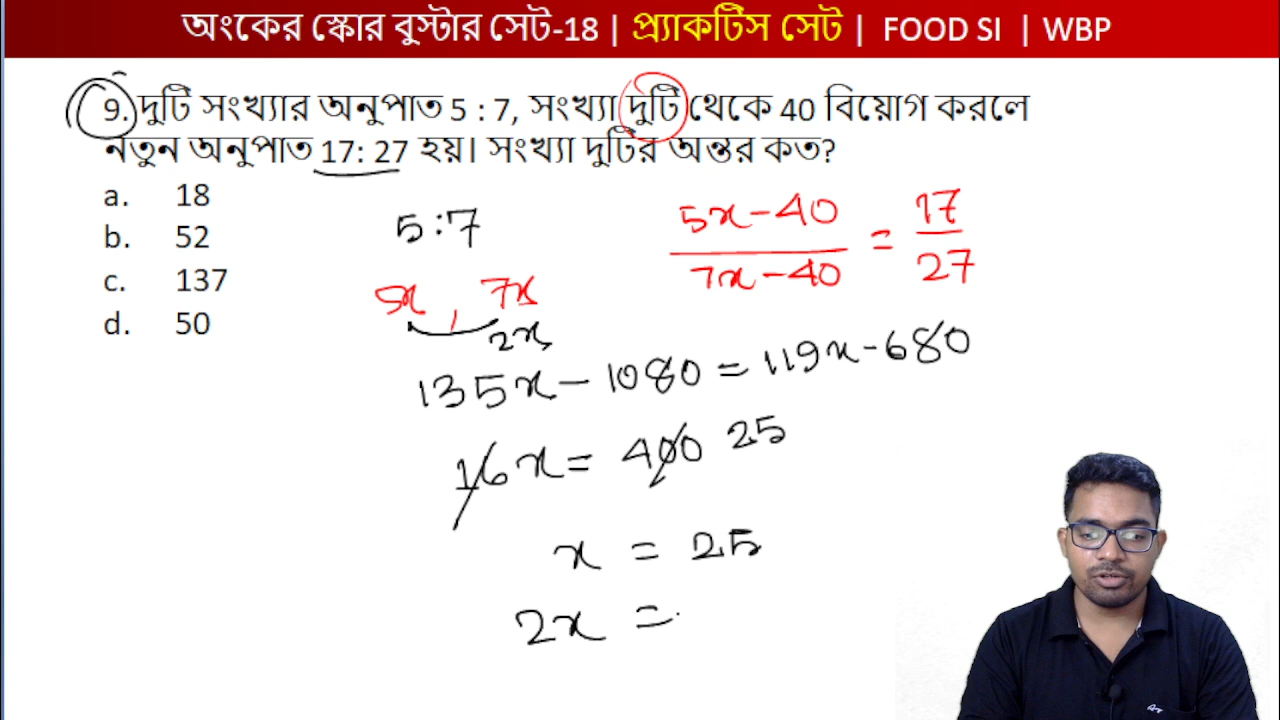 অংকের স্কোর বুস্টার সেট-18 | প্র্যাকটিস সেট | FOOD SI | WBP
9. দুটি সংখ্যার অনুপাত 5 : 7, সংখ্যা দুটি থেকে 40 বিয়োগ করলে
নতুন অনুপাত 17: 27 হয়। সংখ্যা দুটির অন্তর কত?
a. 18
b. 52
c. 137
d. 50
5:7
5x , 7x
2x
5x-40 = 17
7x-40 27
135x - 1080 = 119x - 680
16x = 400 25
x = 25
2x =